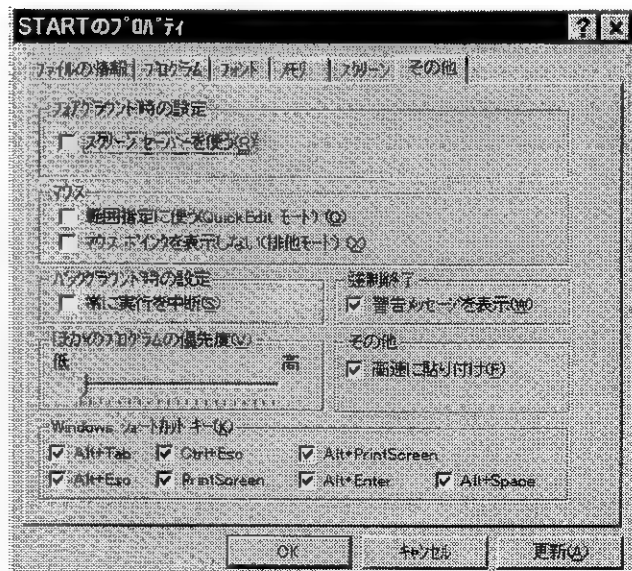 STARTのプロパティ
ファイルの情報 プログラム フォント メモリ スクリーン その他
フォアグラウンド時の設定
スクリーン セーバーを使う(R)
マウス
範囲指定に使う(QuickEdit モード) (Q)
マウス ポインタを表示しない(排他モード) (X)
バックグラウンド時の設定 強制終了
常に実行を中断(S) 警告メッセージを表示(W)
ほかのプログラムの優先度(V) その他
低 高 高速に貼り付け(F)
Windows ショートカット キー(K)
Alt+Tab Ctrl+Esc Alt+PrintScreen
Alt+Esc PrintScreen Alt+Enter Alt+Space
OK キャンセル 更新(A)